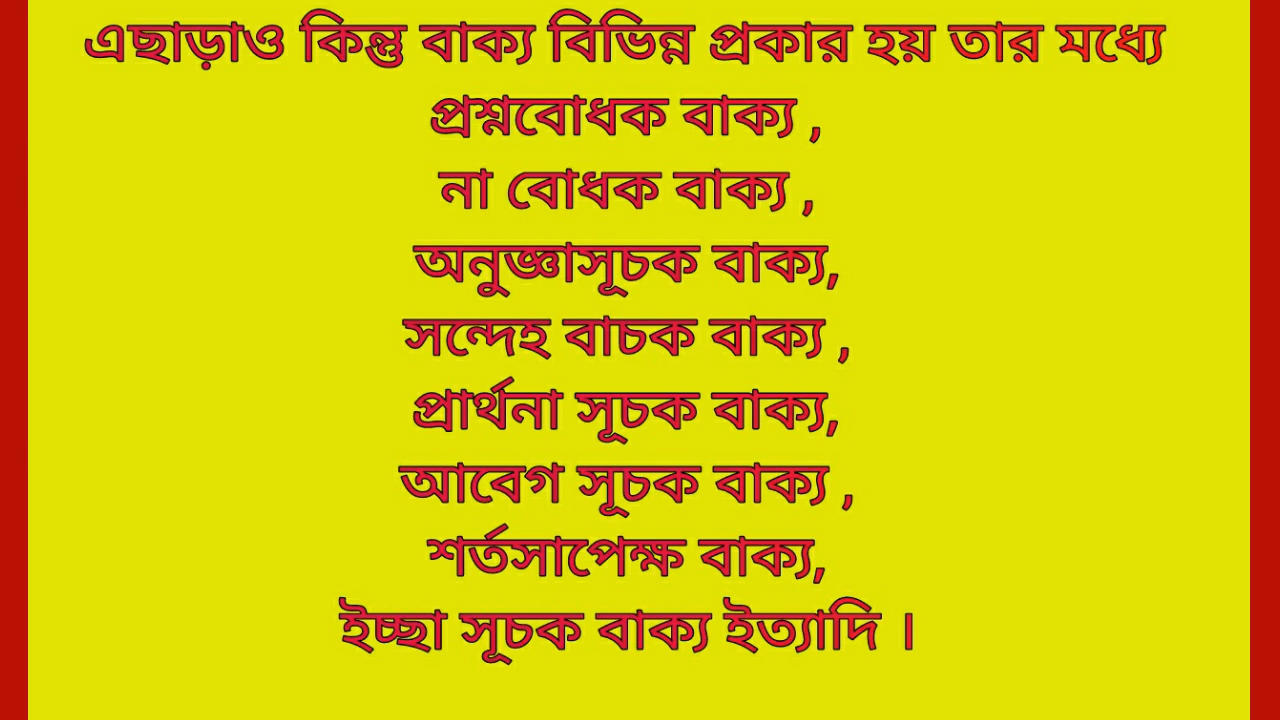 এছাড়াও কিন্তু বাক্য বিভিন্ন প্রকার হয় তার মধ্যে
প্রশ্নবোধক বাক্য ,
না বোধক বাক্য ,
অনুজ্ঞাসূচক বাক্য,
সন্দেহ বাচক বাক্য ,
প্রার্থনা সূচক বাক্য,
আবেগ সূচক বাক্য ,
শর্তসাপেক্ষ বাক্য,
ইচ্ছা সূচক বাক্য ইত্যাদি ।